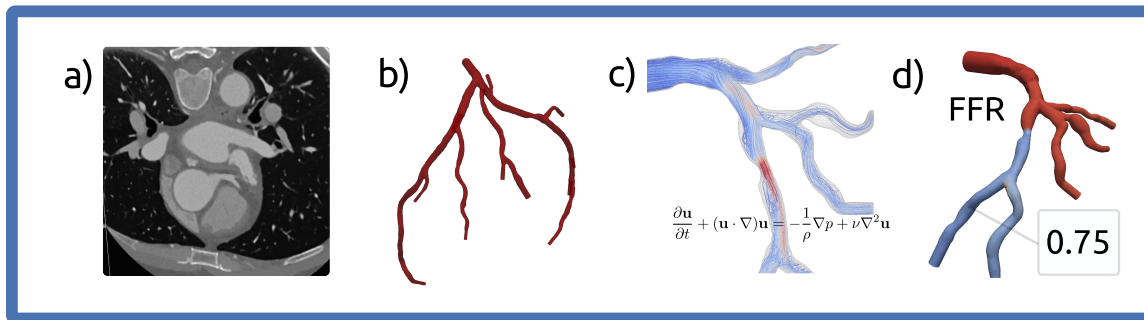 a)
b)
c)
d)
FFR
∂u/∂t + (u · ∇)u = −1/ρ ∇p + ν∇²u
0.75